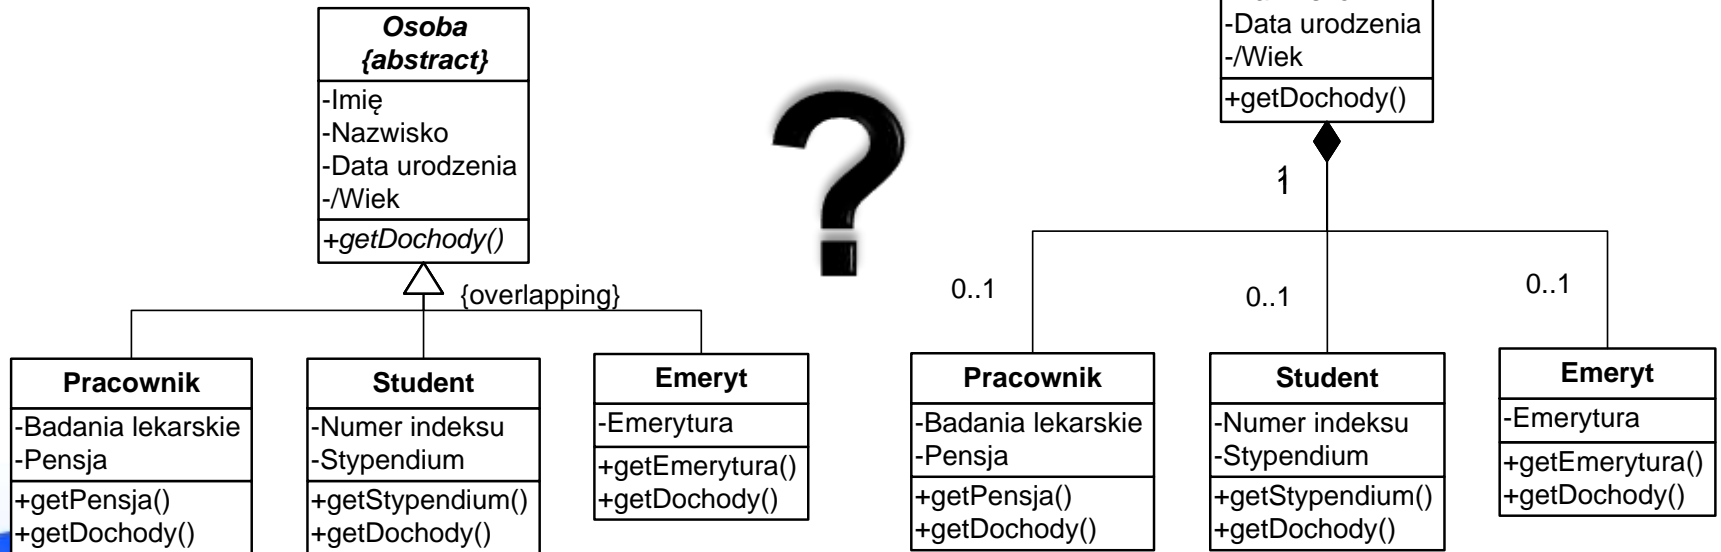 Osoba
{abstract}
-Imię
-Nazwisko
-Data urodzenia
-/Wiek
+getDochody()
{overlapping}
Pracownik
-Badania lekarskie
-Pensja
+getPensja()
+getDochody()
Student
-Numer indeksu
-Stypendium
+getStypendium()
+getDochody()
Emeryt
-Emerytura
+getEmerytura()
+getDochody()
?
-Data urodzenia
-/Wiek
+getDochody()
1
1
0..1
0..1
0..1
Pracownik
-Badania lekarskie
-Pensja
+getPensja()
+getDochody()
Student
-Numer indeksu
-Stypendium
+getStypendium()
+getDochody()
Emeryt
-Emerytura
+getEmerytura()
+getDochody()